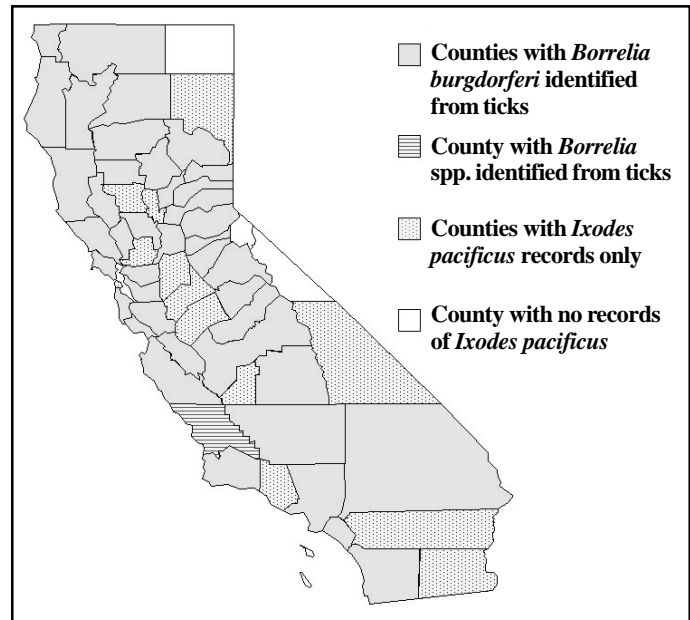 Counties with Borrelia
burgdorferi identified
from ticks
County with Borrelia
spp. identified from ticks
Counties with Ixodes
pacificus records only
County with no records
of Ixodes pacificus